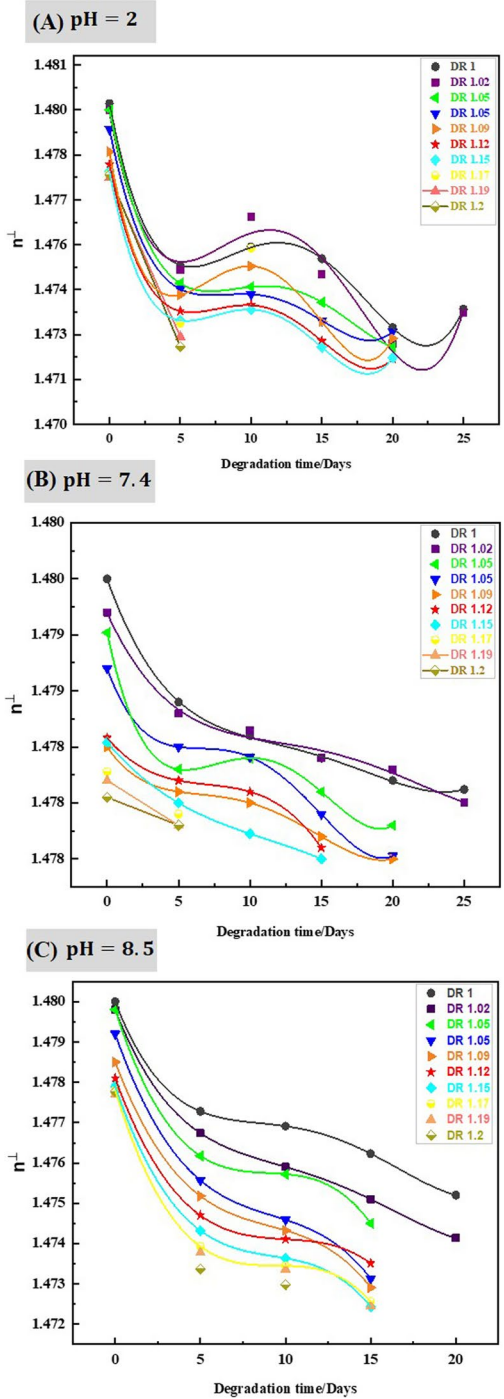 (A) pH = 2
1.481
1.480
1.478
1.477
1.476
1.474
1.473
1.471
1.470
n⊥
DR 1
DR 1.02
DR 1.05
DR 1.05
DR 1.09
DR 1.12
DR 1.15
DR 1.17
DR 1.19
DR 1.2
0 5 10 15 20 25
Degradation time/Days
(B) pH = 7.4
1.480
1.480
1.479
1.479
1.478
1.478
1.478
n⊥
DR 1
DR 1.02
DR 1.05
DR 1.05
DR 1.09
DR 1.12
DR 1.15
DR 1.17
DR 1.19
DR 1.2
0 5 10 15 20 25
Degradation time/Days
(C) pH = 8.5
1.480
1.479
1.478
1.477
1.476
1.475
1.474
1.473
1.472
n⊥
DR 1
DR 1.02
DR 1.05
DR 1.05
DR 1.09
DR 1.12
DR 1.15
DR 1.17
DR 1.19
DR 1.2
0 5 10 15 20
Degradation time/Days